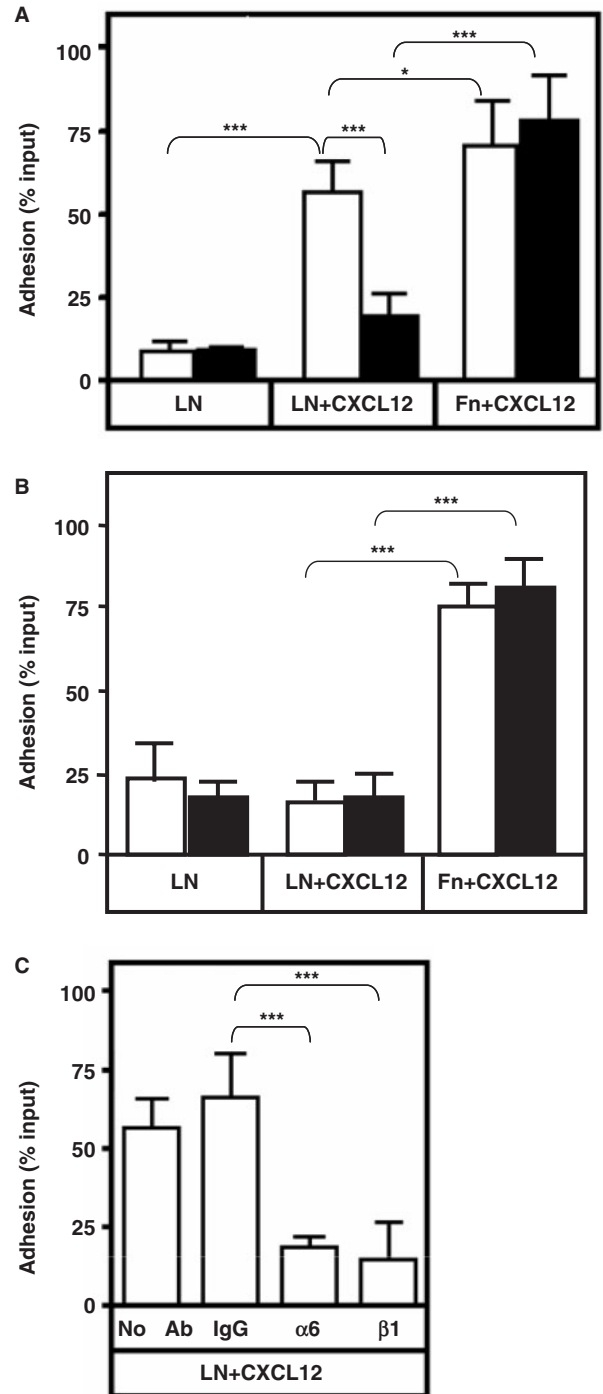 A
***
*
***
***
100
75
50
25
0
Adhesion (% input)
LN LN+CXCL12 Fn+CXCL12
B
***
***
100
75
50
25
0
Adhesion (% input)
LN LN+CXCL12 Fn+CXCL12
C
***
***
100
75
50
25
0
Adhesion (% input)
No Ab IgG α6 β1
LN+CXCL12